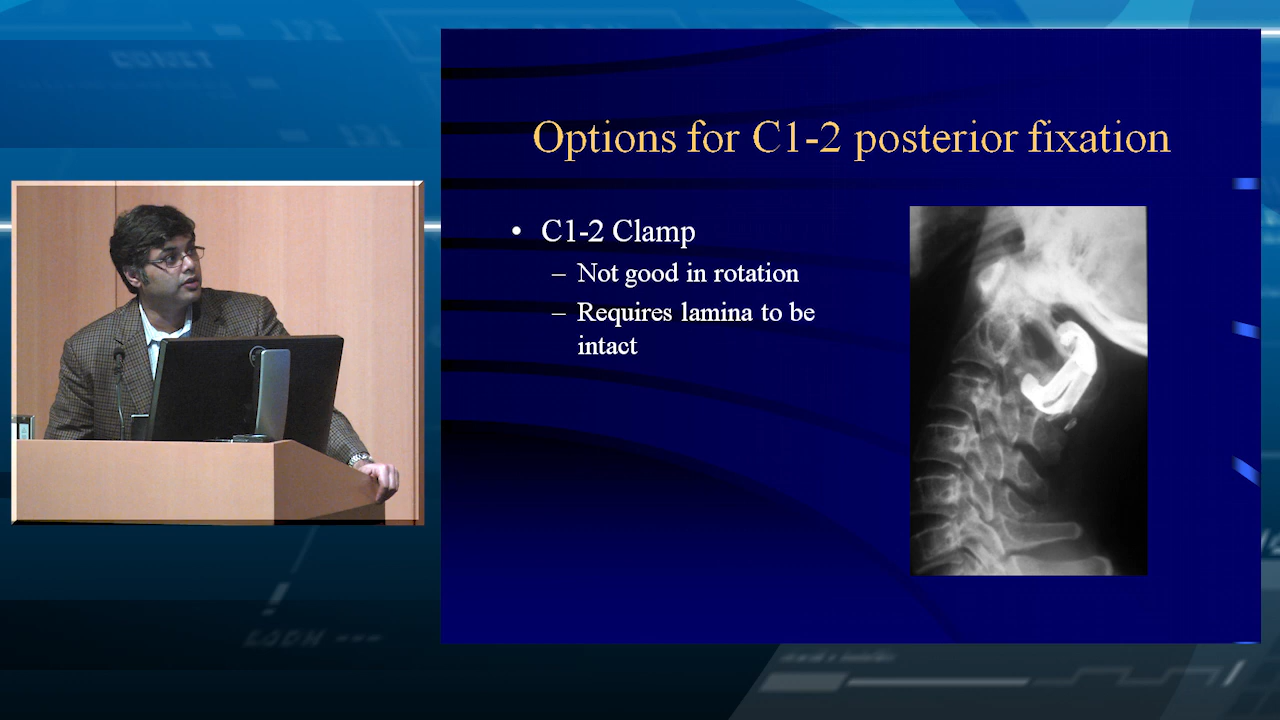 Options for C1-2 posterior fixation
• C1-2 Clamp
– Not good in rotation
– Requires lamina to be
intact